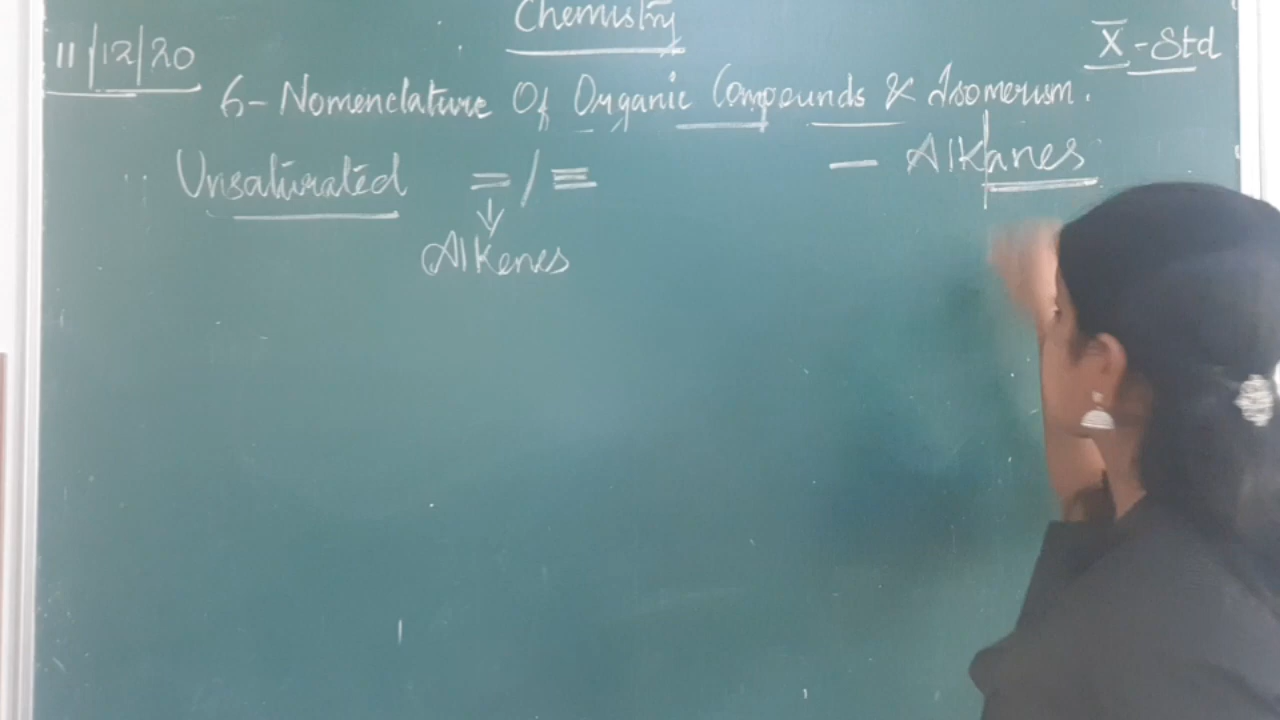 Chemistry
11/12/20
X - Std
6- Nomenclature Of Organic Compounds & Isomerism.
Unsaturated = / ≡
— Alkanes
Alkenes